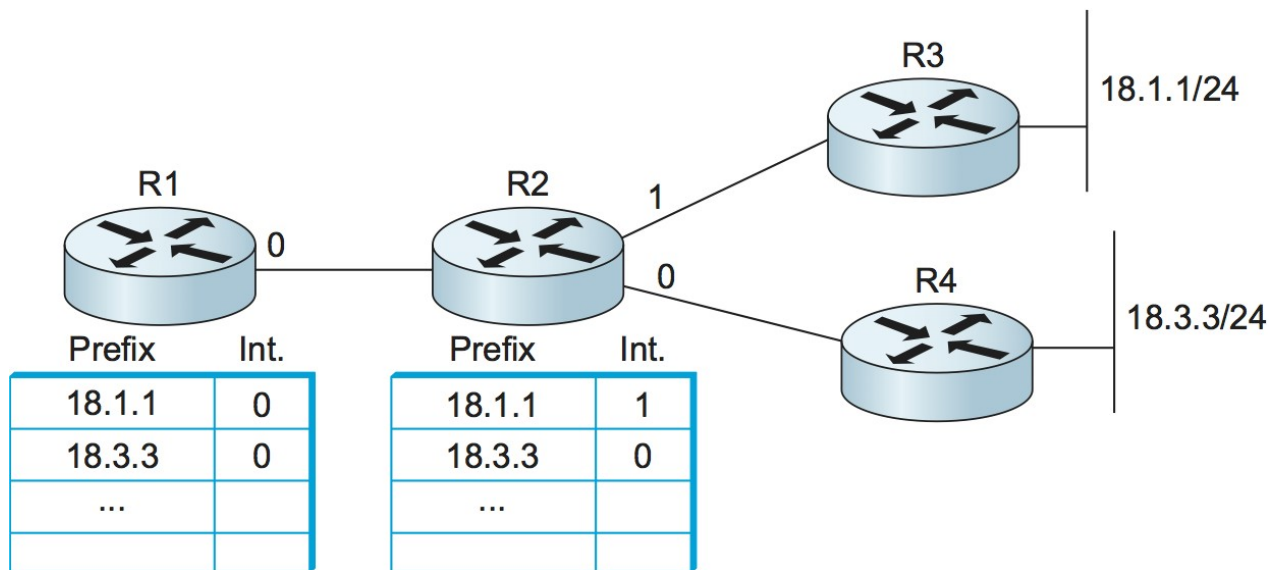 R3
18.1.1/24
R1
R2
1
0
0
R4
18.3.3/24
Prefix Int.
18.1.1 0
18.3.3 0
...
Prefix Int.
18.1.1 1
18.3.3 0
...